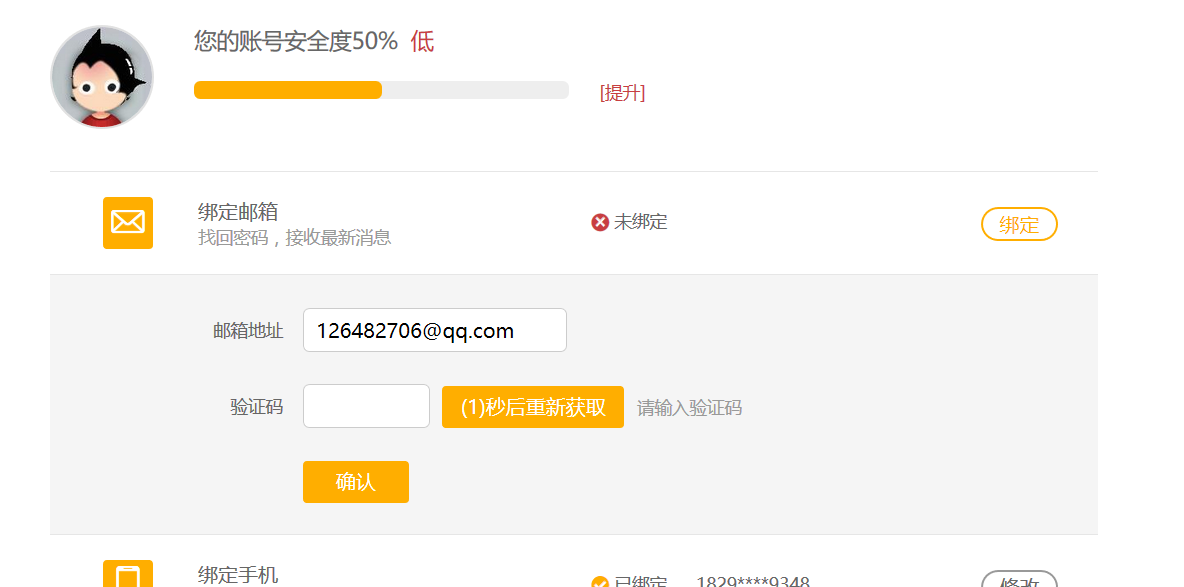 您的账号安全度50% 低
[提升]
绑定邮箱
找回密码，接收最新消息
未绑定
绑定
邮箱地址 126482706@qq.com
验证码 (1)秒后重新获取 请输入验证码
确认
绑定手机
已绑定 1829****9348
修改